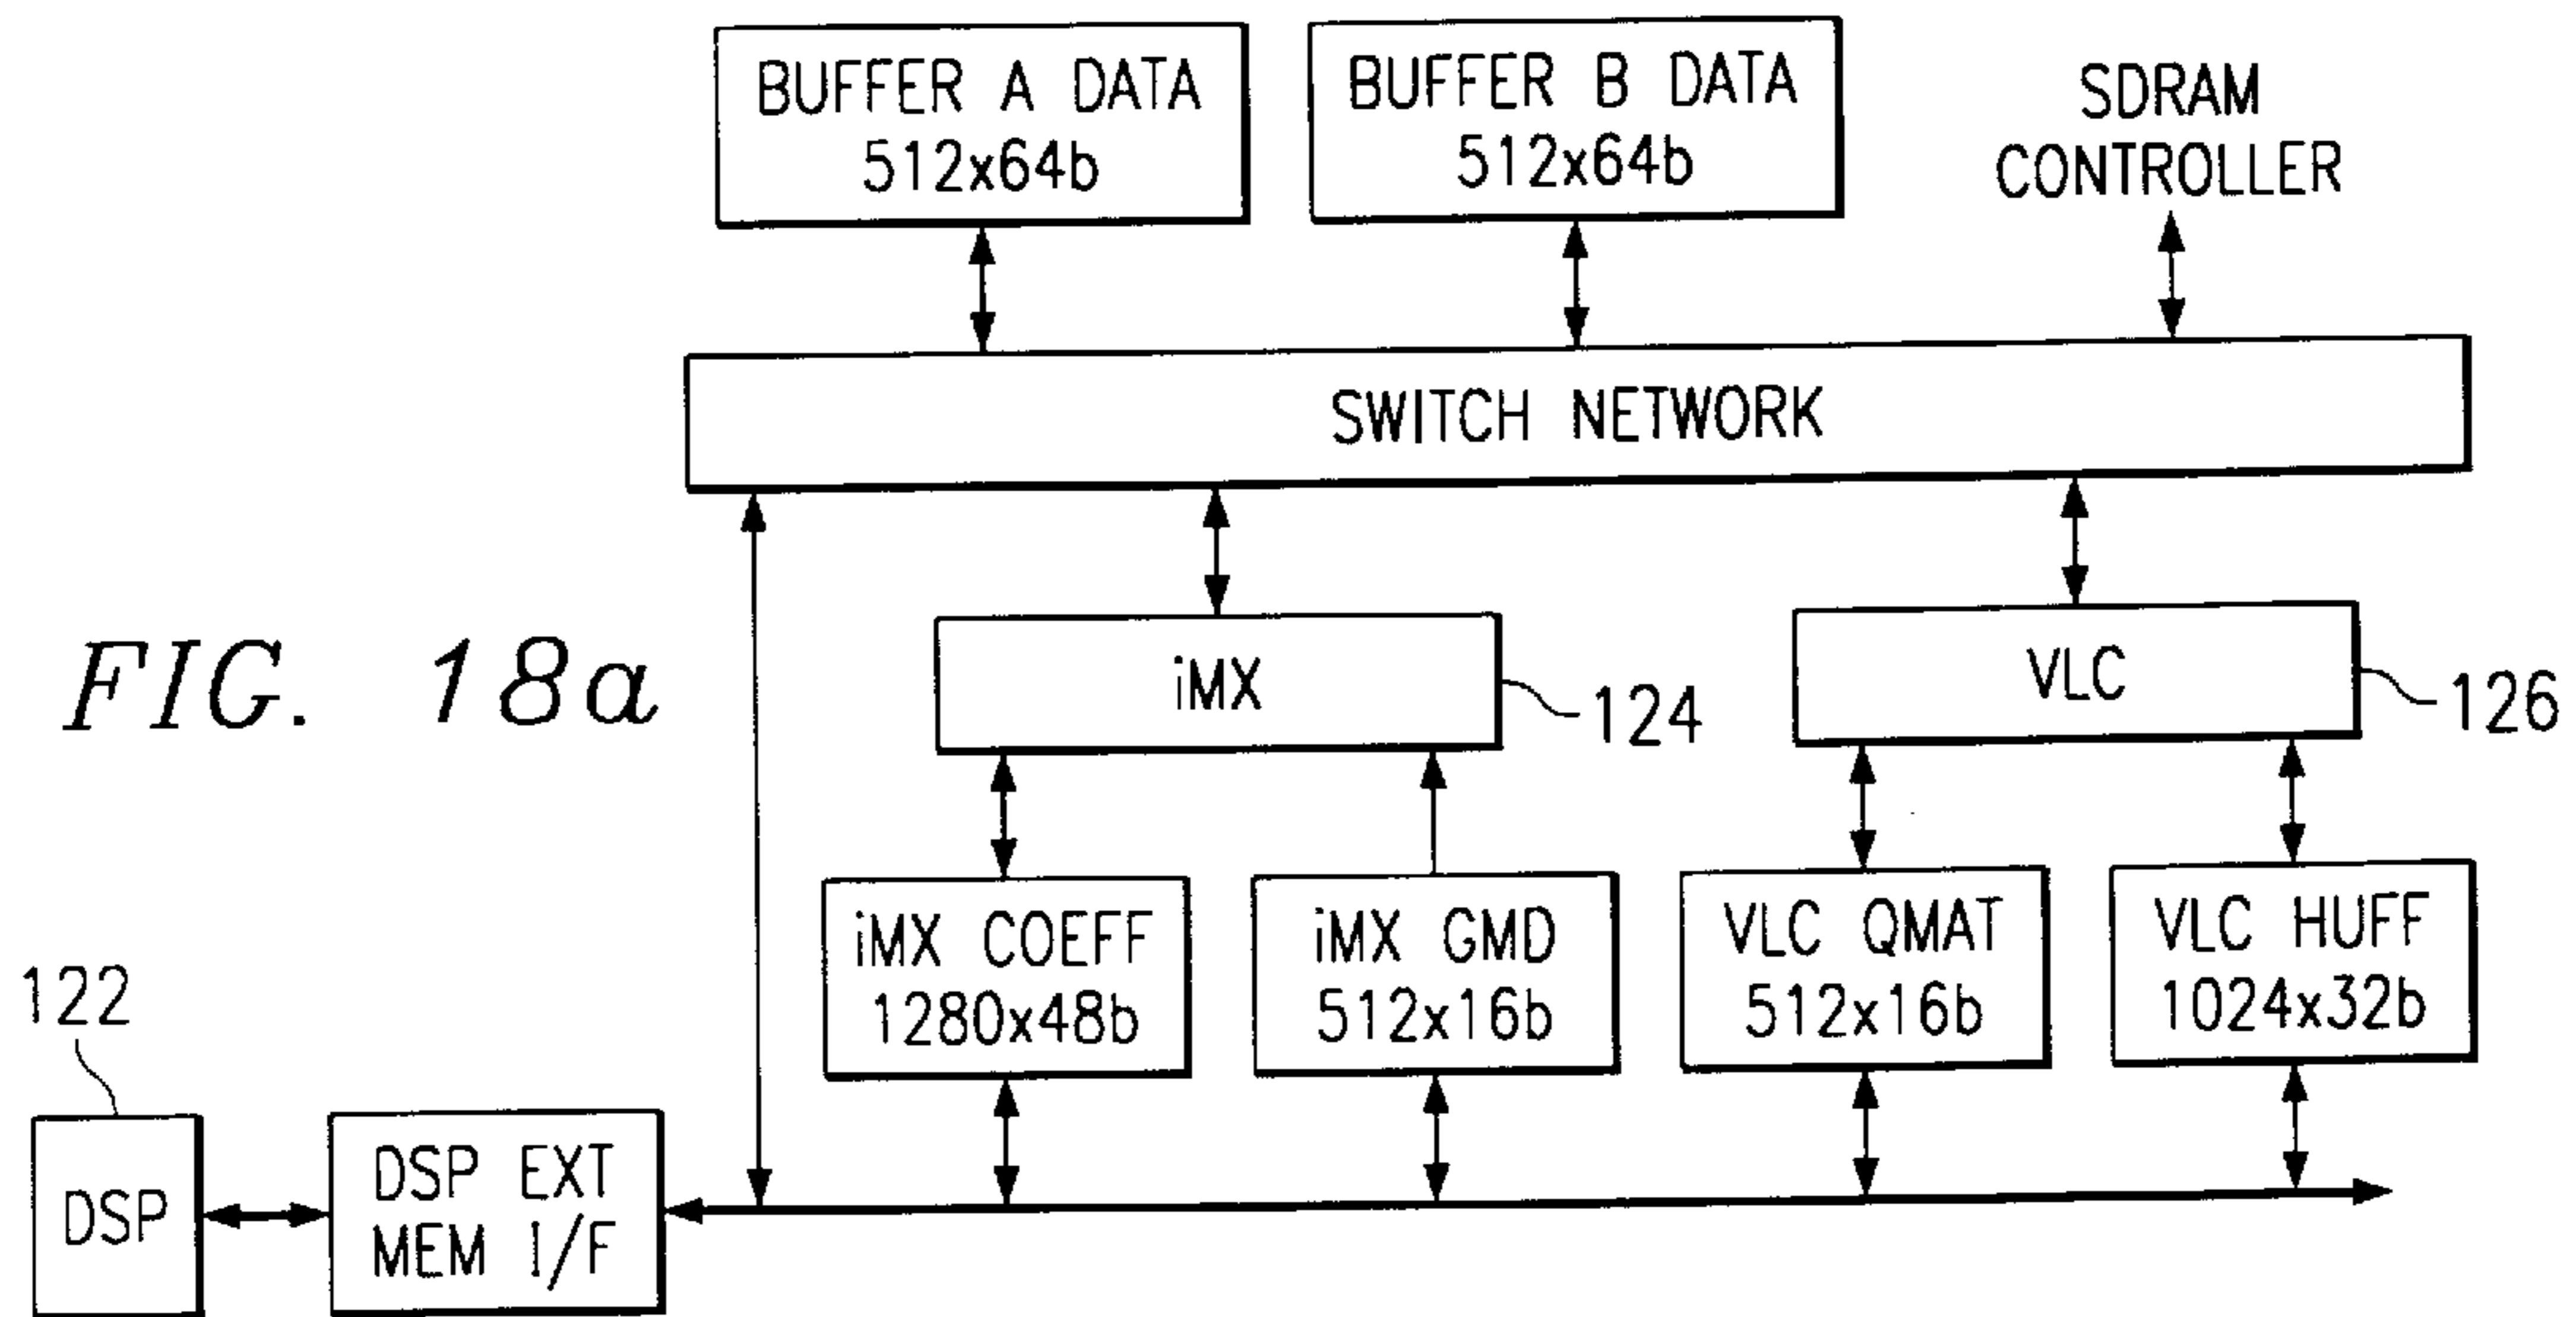 BUFFER A DATA
512x64b
BUFFER B DATA
512x64b
SDRAM
CONTROLLER
SWITCH NETWORK
FIG. 18a
iMX
124
VLC
126
iMX COEFF
1280x48b
iMX GMD
512x16b
VLC QMAT
512x16b
VLC HUFF
1024x32b
122
DSP
DSP EXT
MEM I/F